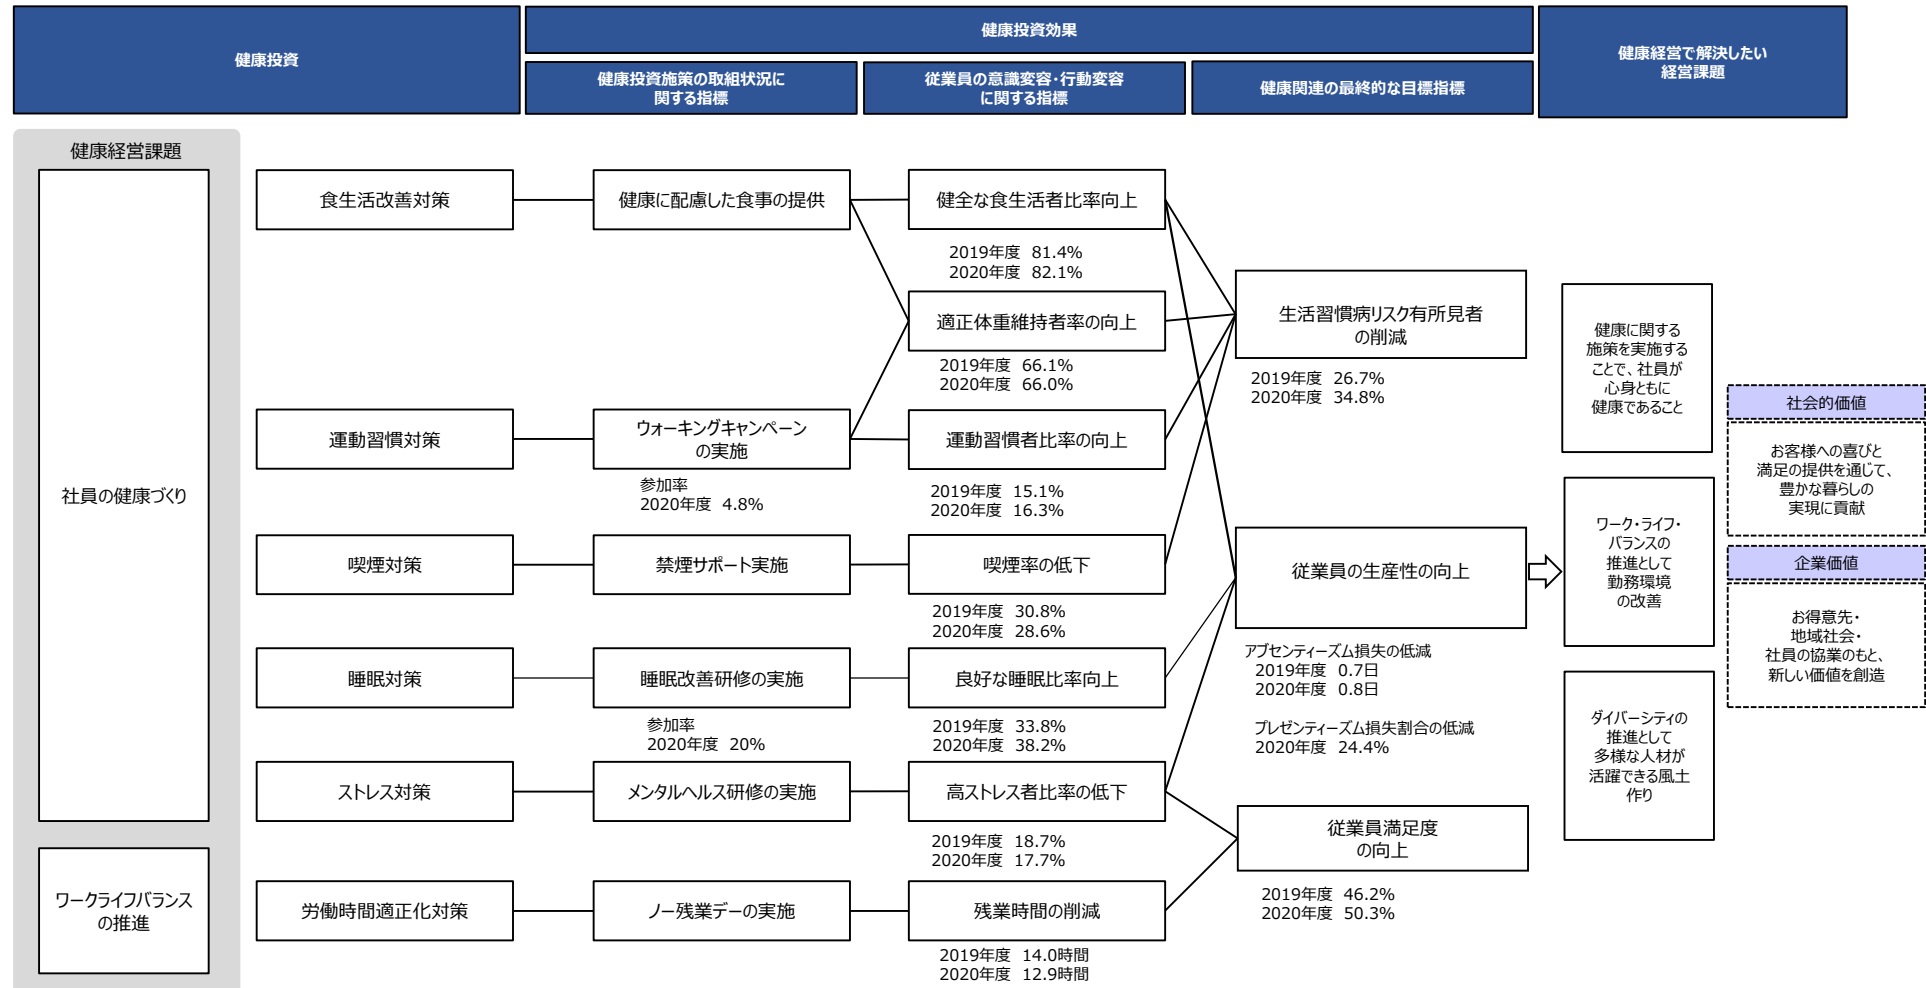 健康投資
健康投資効果
健康経営で解決したい
経営課題
健康投資施策の取組状況に
関する指標
従業員の意識変容・行動変容
に関する指標
健康関連の最終的な目標指標
健康経営課題
社員の健康づくり
ワークライフバランス
の推進
食生活改善対策
健康に配慮した食事の提供
健全な食生活者比率向上
2019年度 81.4%
2020年度 82.1%
適正体重維持者率の向上
2019年度 66.1%
2020年度 66.0%
運動習慣対策
ウォーキングキャンペーン
の実施
参加率
2020年度 4.8%
運動習慣者比率の向上
2019年度 15.1%
2020年度 16.3%
喫煙対策
禁煙サポート実施
喫煙率の低下
2019年度 30.8%
2020年度 28.6%
睡眠対策
睡眠改善研修の実施
参加率
2020年度 20%
良好な睡眠比率向上
2019年度 33.8%
2020年度 38.2%
ストレス対策
メンタルヘルス研修の実施
高ストレス者比率の低下
2019年度 18.7%
2020年度 17.7%
労働時間適正化対策
ノー残業デーの実施
残業時間の削減
2019年度 14.0時間
2020年度 12.9時間
生活習慣病リスク有所見者
の削減
2019年度 26.7%
2020年度 34.8%
従業員の生産性の向上
アブセンティーズム損失の低減
2019年度 0.7日
2020年度 0.8日
プレゼンティーズム損失割合の低減
2020年度 24.4%
従業員満足度
の向上
2019年度 46.2%
2020年度 50.3%
健康に関する
施策を実施する
ことで、社員が
心身ともに
健康であること
ワーク・ライフ・
バランスの
推進として
勤務環境
の改善
ダイバーシティの
推進として
多様な人材が
活躍できる風土
作り
社会的価値
お客様への喜びと
満足の提供を通じて、
豊かな暮らしの
実現に貢献
企業価値
お得意先・
地域社会・
社員の協業のもと、
新しい価値を創造